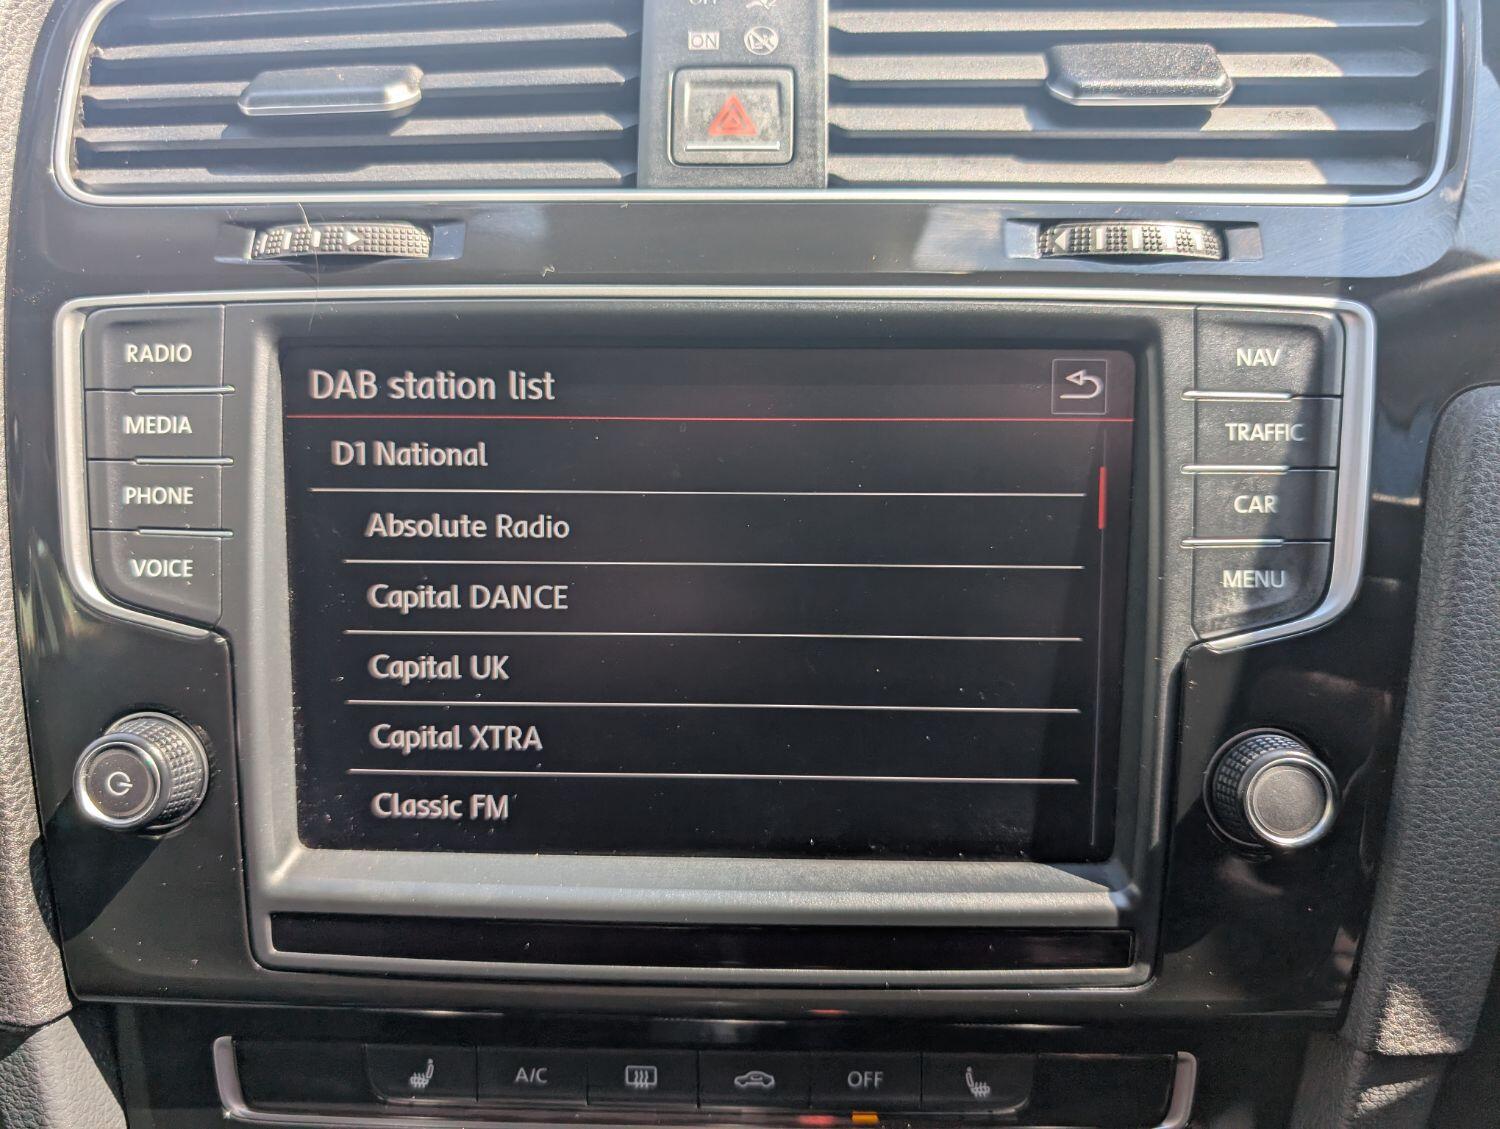 ON
RADIO
MEDIA
PHONE
VOICE
DAB station list
D1 National
Absolute Radio
Capital DANCE
Capital UK
Capital XTRA
Classic FM
NAV
TRAFFIC
CAR
MENU
A/C
OFF